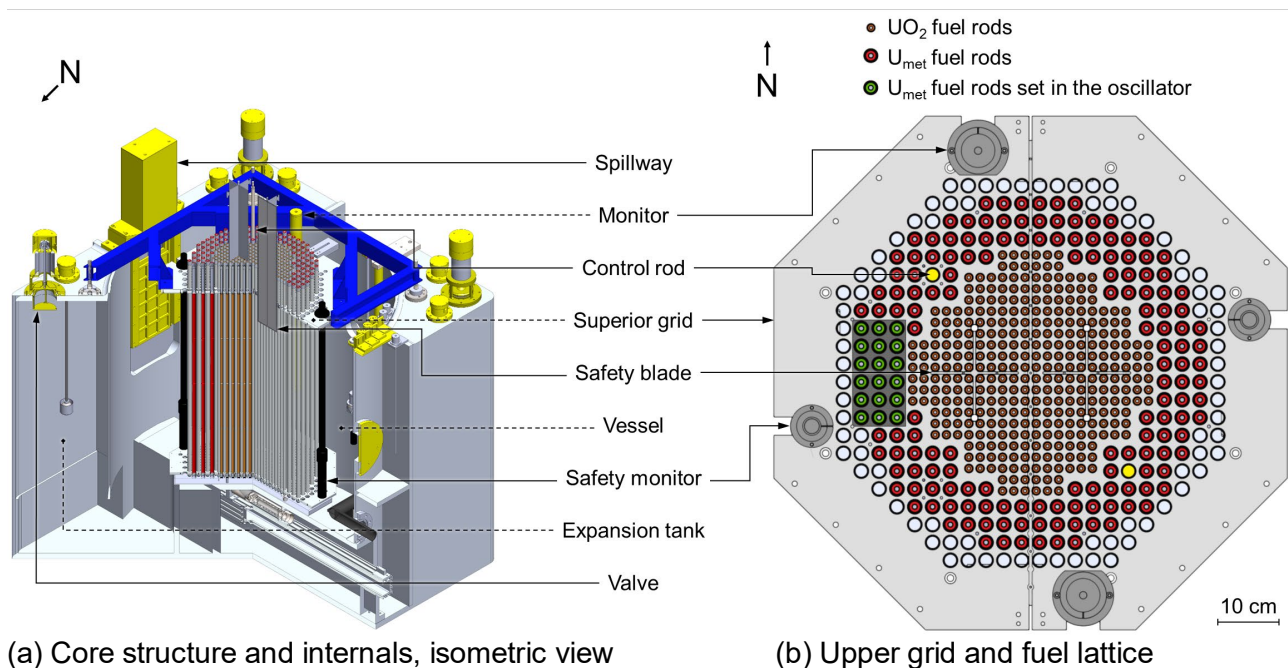 N
Spillway
Monitor
Control rod
Superior grid
Safety blade
Vessel
Safety monitor
Expansion tank
Valve
(a) Core structure and internals, isometric view
UO₂ fuel rods
Uₘₑₜ fuel rods
Uₘₑₜ fuel rods set in the oscillator
N
10 cm
(b) Upper grid and fuel lattice